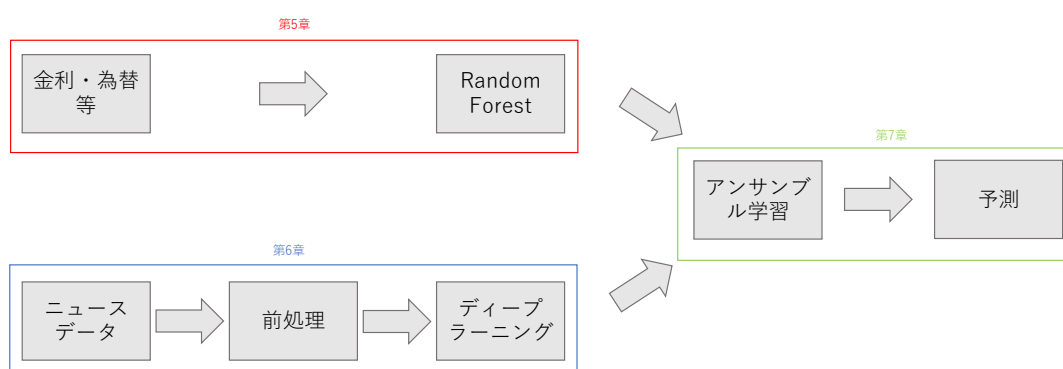 第5章
金利・為替
等
Random
Forest
第7章
アンサンブ
ル学習
予測
第6章
ニュース
データ
前処理
ディープ
ラーニング